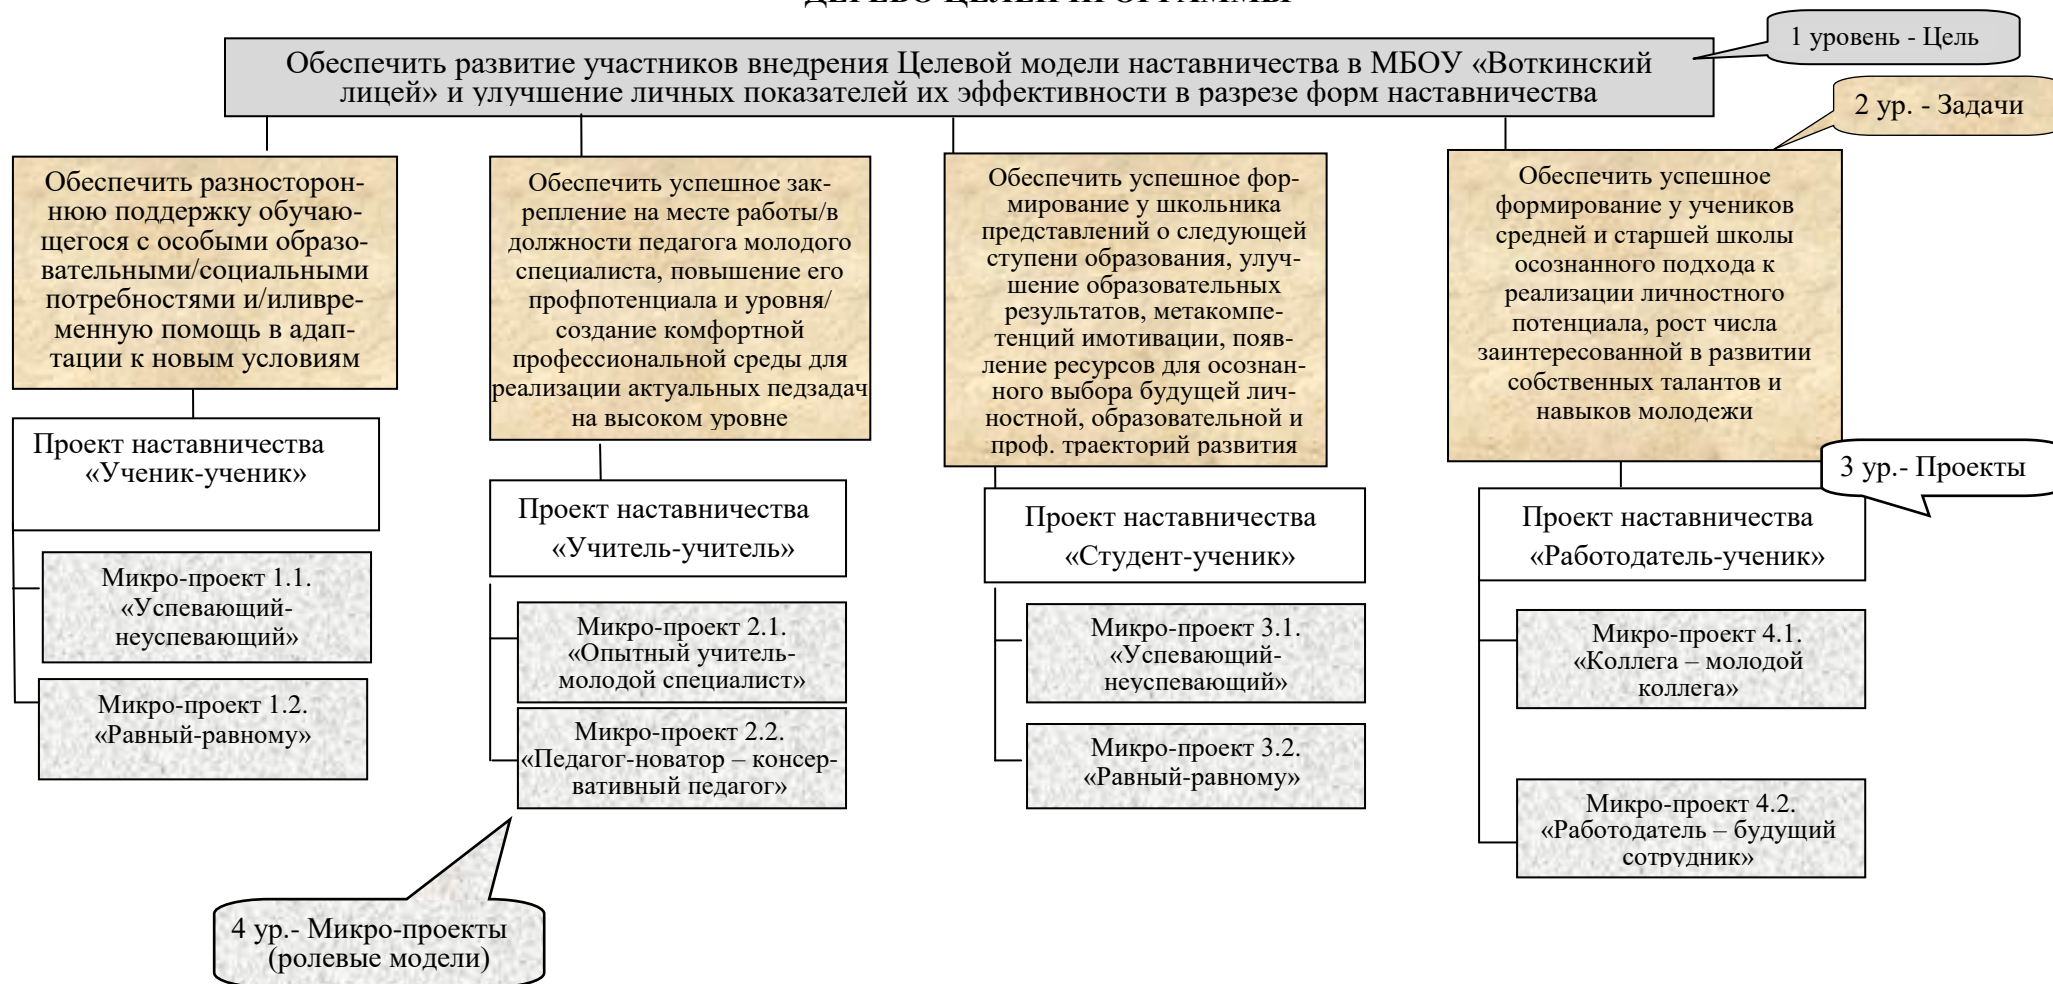 ДЕРЕВО ЦЕЛЕЙ ПРОГРАММЫ
1 уровень - Цель
Обеспечить развитие участников внедрения Целевой модели наставничества в МБОУ «Воткинский
лицей» и улучшение личных показателей их эффективности в разрезе форм наставничества
2 ур. - Задачи
Обеспечить разносторон-
нюю поддержку обучаю-
щегося с особыми образо-
вательными/социальными
потребностями и/иливре-
менную помощь в адап-
тации к новым условиям
Обеспечить успешное зак-
репление на месте работы/в
должности педагога молодого
специалиста, повышение его
профпотенциала и уровня/
создание комфортной
профессиональной среды для
реализации актуальных педзадач
на высоком уровне
Обеспечить успешное фор-
мирование у школьника
представлений о следующей
ступени образования, улуч-
шение образовательных
результатов, метакомпе-
тенций имотивации, появ-
ление ресурсов для осознан-
ного выбора будущей лич-
ностной, образовательной и
проф. траекторий развития
Обеспечить успешное
формирование у учеников
средней и старшей школы
осознанного подхода к
реализации личностного
потенциала, рост числа
заинтересованной в развитии
собственных талантов и
навыков молодежи
3 ур.- Проекты
Проект наставничества
«Ученик-ученик»
Проект наставничества
«Учитель-учитель»
Проект наставничества
«Студент-ученик»
Проект наставничества
«Работодатель-ученик»
Микро-проект 1.1.
«Успевающий-
неуспевающий»
Микро-проект 1.2.
«Равный-равному»
Микро-проект 2.1.
«Опытный учитель-
молодой специалист»
Микро-проект 2.2.
«Педагог-новатор – консер-
вативный педагог»
Микро-проект 3.1.
«Успевающий-
неуспевающий»
Микро-проект 3.2.
«Равный-равному»
Микро-проект 4.1.
«Коллега – молодой
коллега»
Микро-проект 4.2.
«Работодатель – будущий
сотрудник»
4 ур.- Микро-проекты
(ролевые модели)